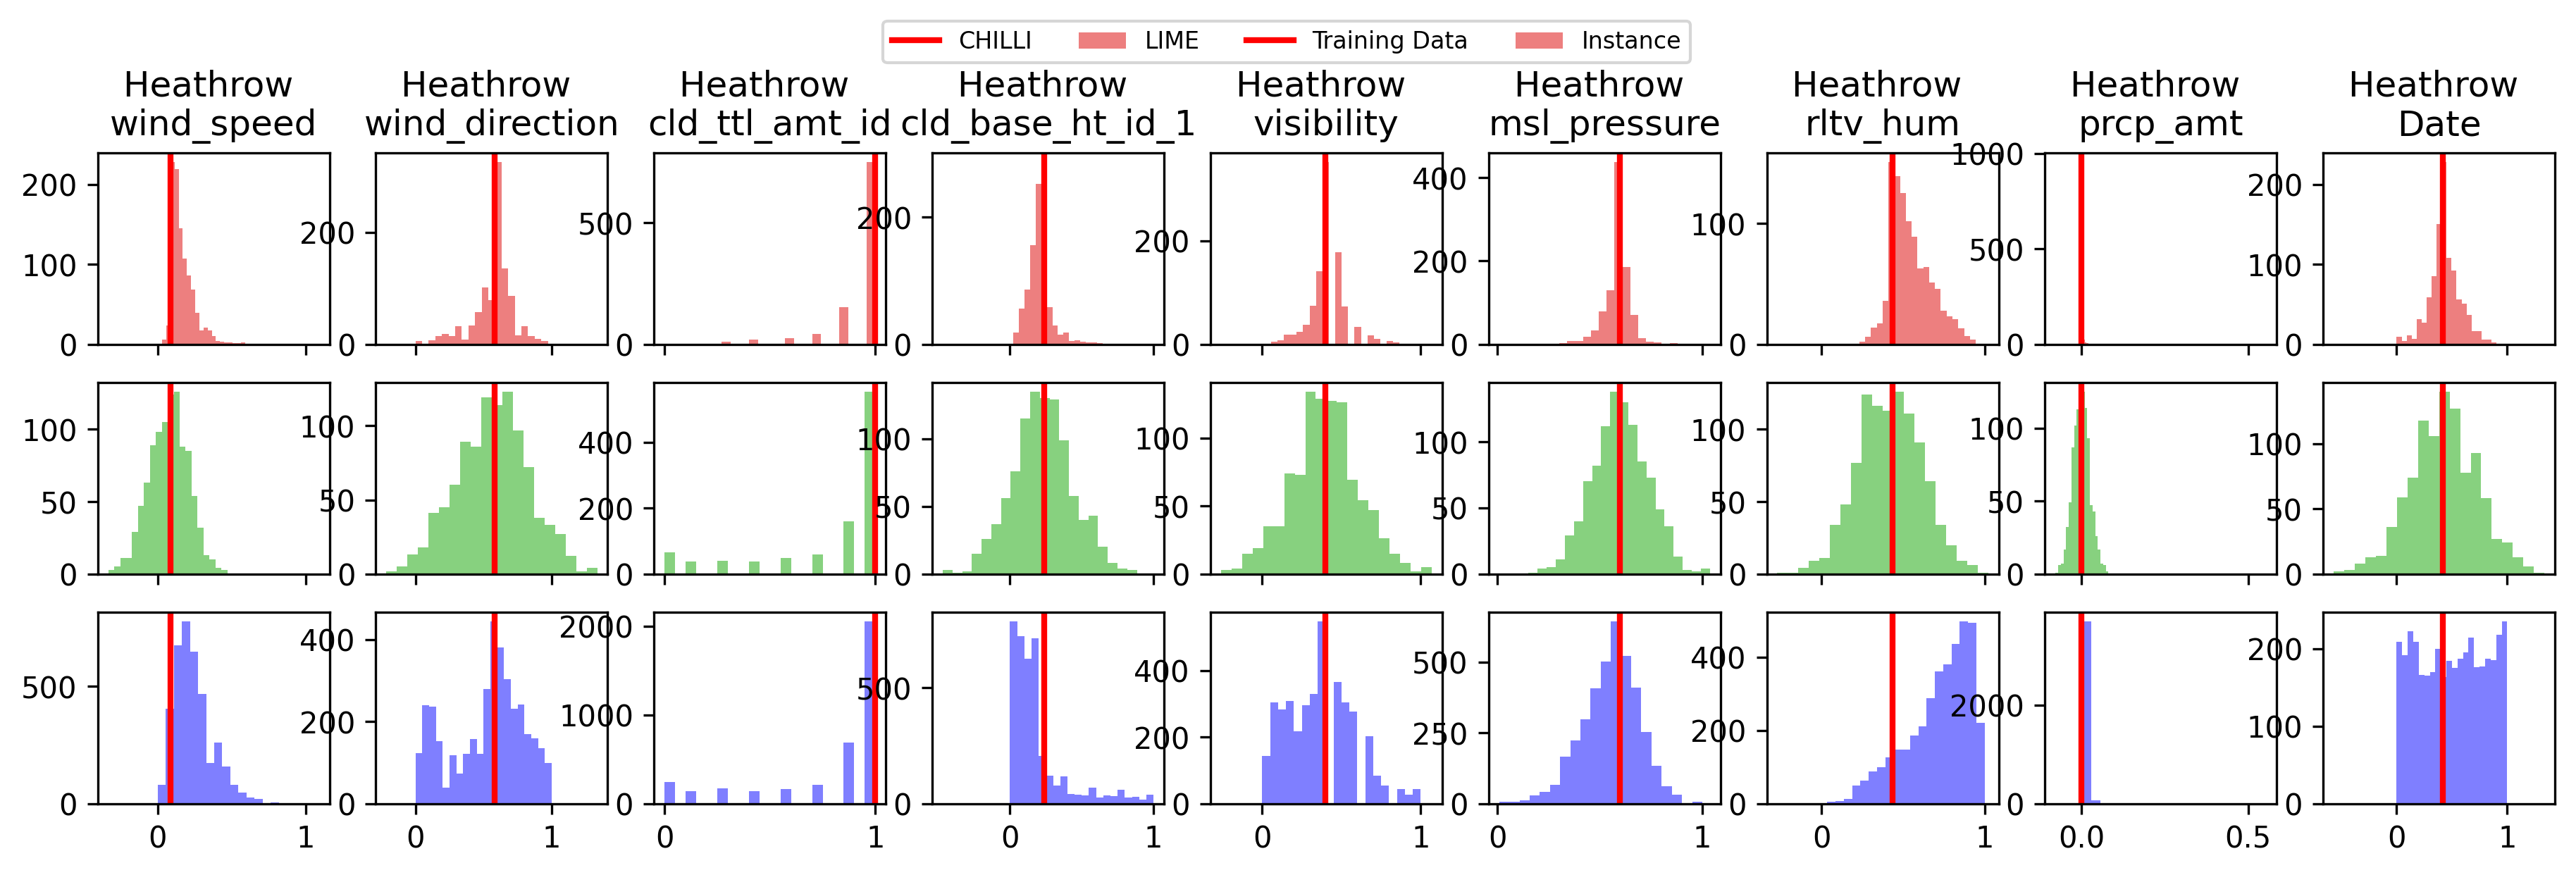 CHILLI LIME Training Data Instance
Heathrow Heathrow Heathrow Heathrow Heathrow Heathrow Heathrow Heathrow Heathrow
wind_speed wind_direction cld_ttl_amt_id cld_base_ht_id_1 visibility msl_pressure rltv_hum prcp_amt Date
200 100 0
200 0
500 0
200 0
200 0
400 200 0
100 0
1000 500 0
200 100 0
100 50 0
100 50 0
400 200 0
100 50 0
100 50 0
100 50 0
100 50 0
100 50 0
100 50 0
500 0
400 200 0
2000 1000 0
500 0
400 200 0
500 250 0
400 200 0
2000 0
200 100 0
0 1 0 1 0 1 0 1 0 1 0 1 0 1 0.0 0.5 0 1